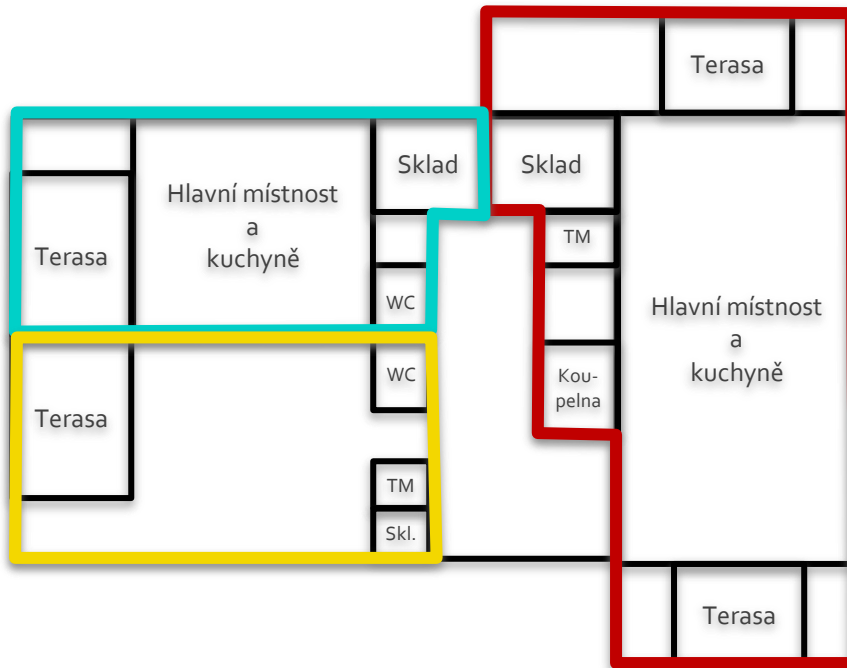 Terasa
Sklad
Sklad
Hlavní místnost
a
kuchyně
Terasa
TM
WC
Hlavní místnost
a
kuchyně
WC
Kou-
pelna
Terasa
TM
Skl.
Terasa